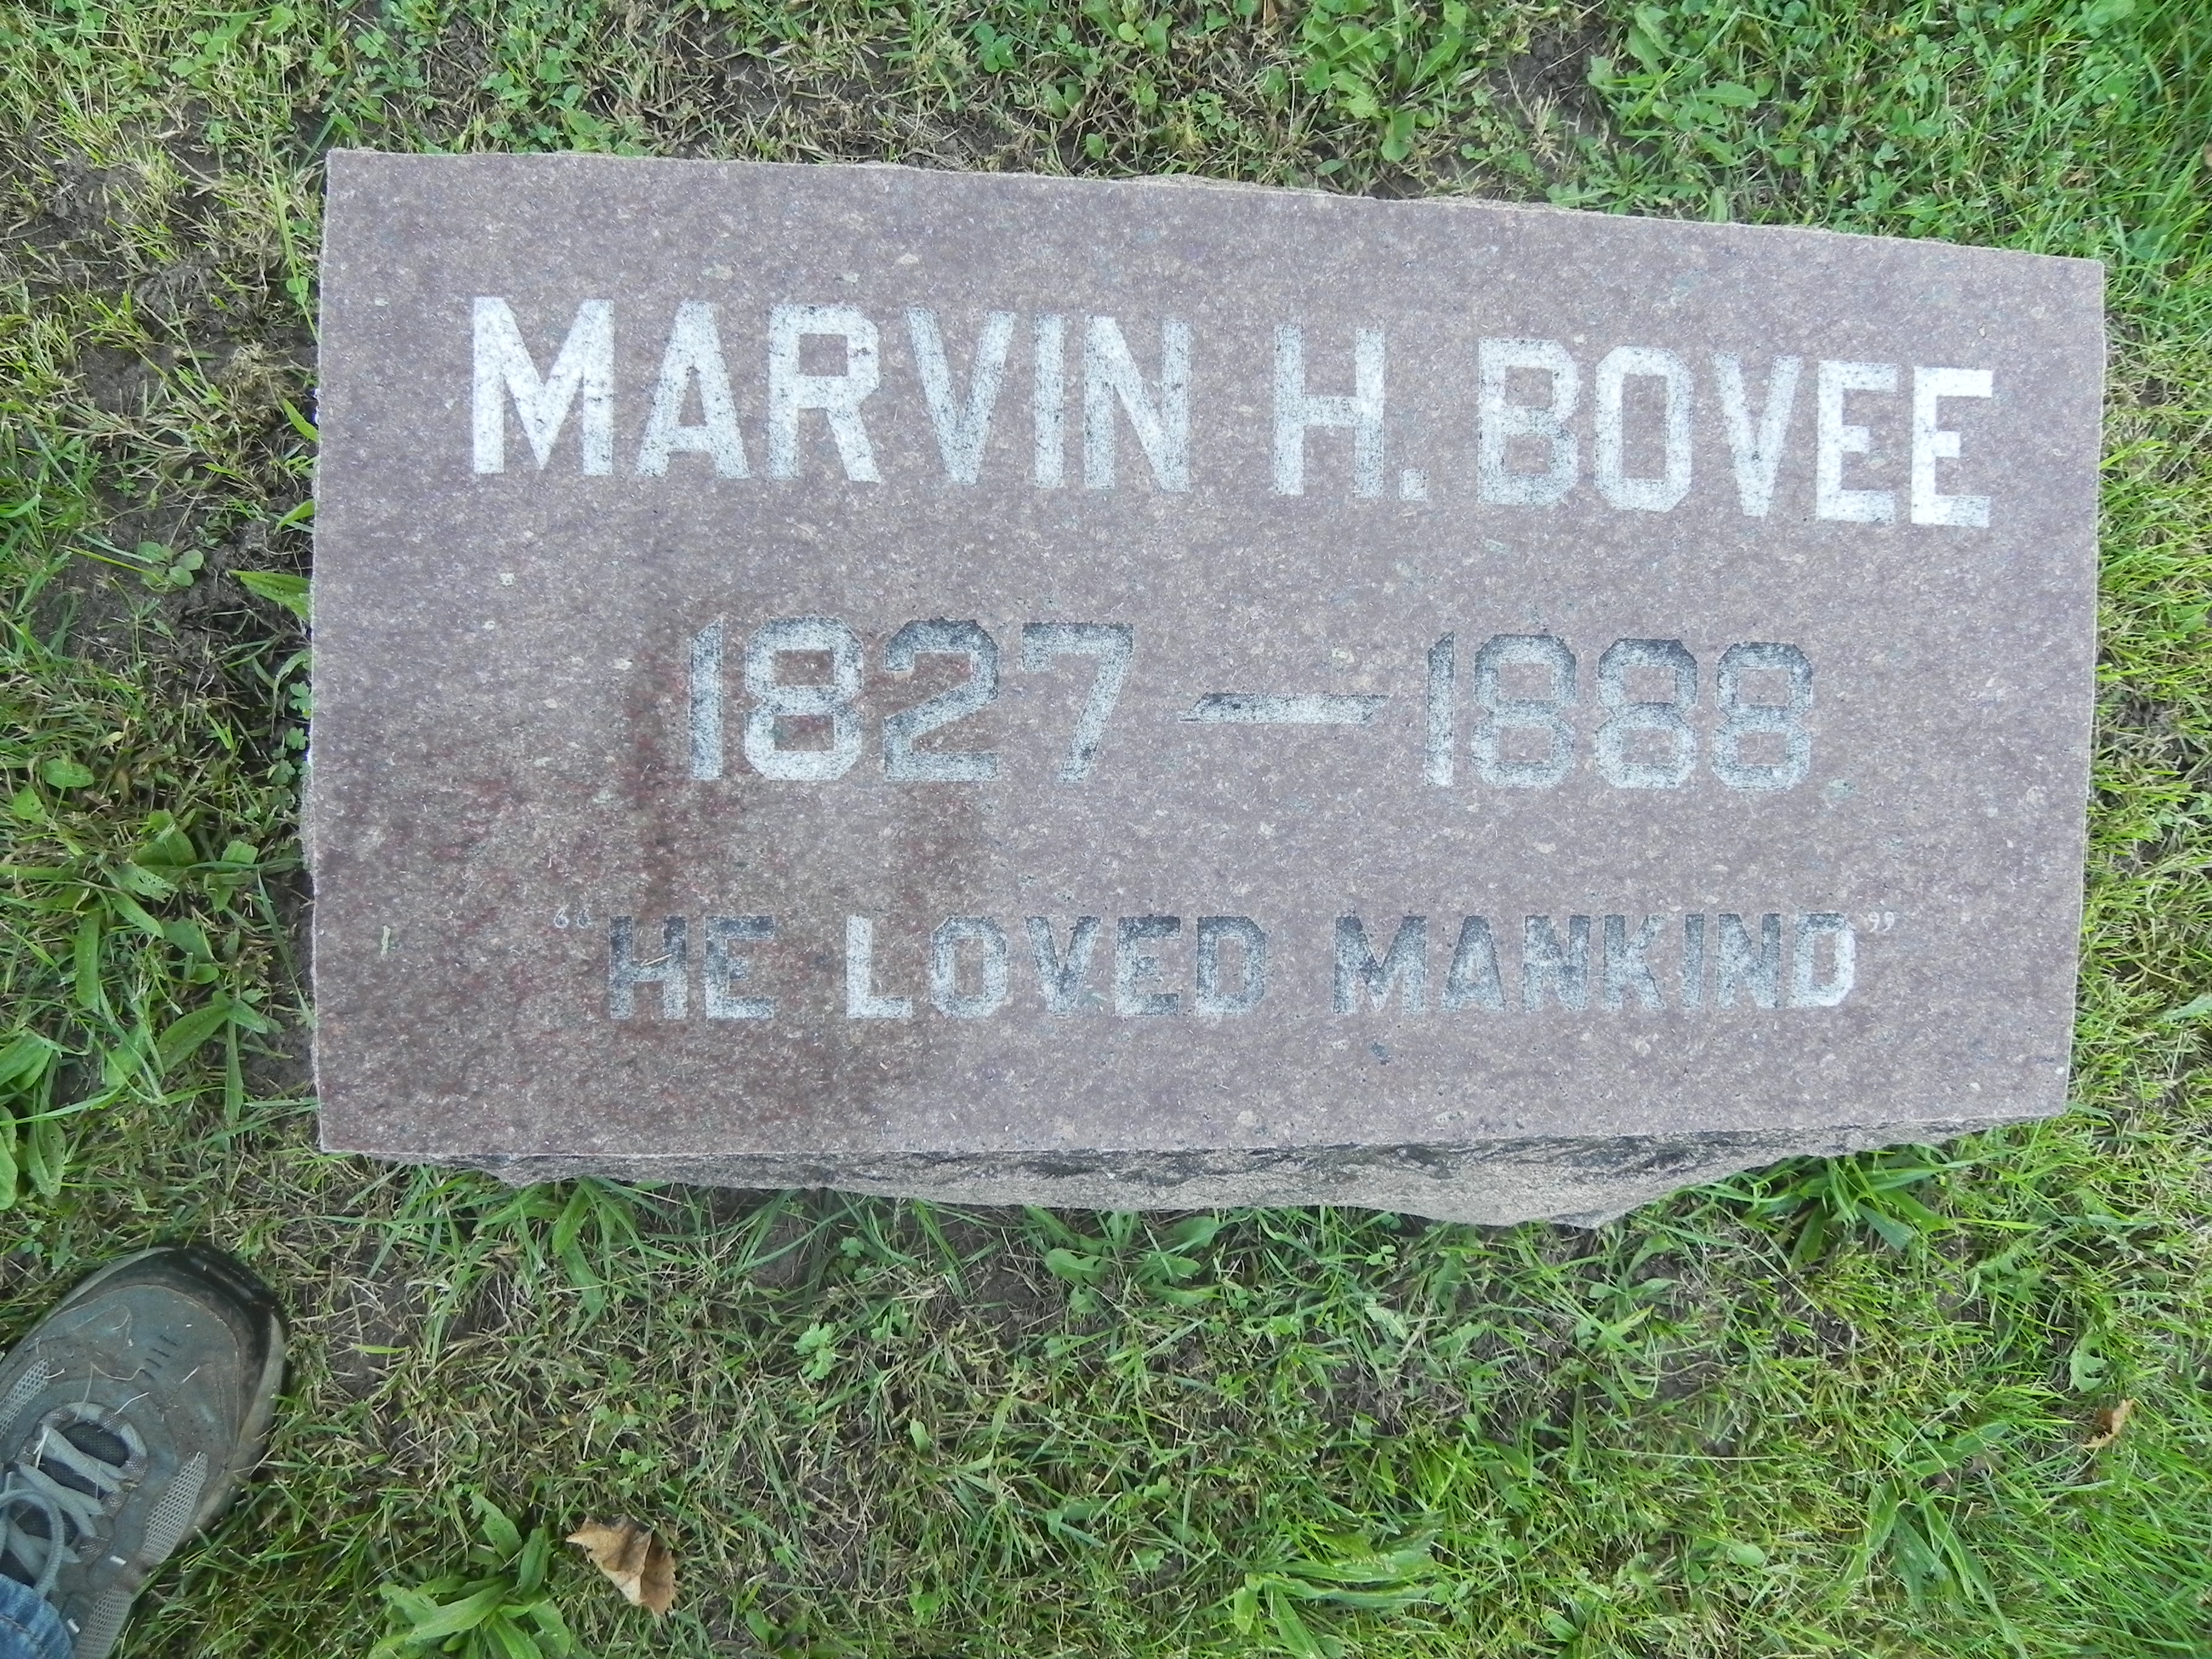 MARVIN H. BOVEE
1827 — 1888
“HE LOVED MANKIND”